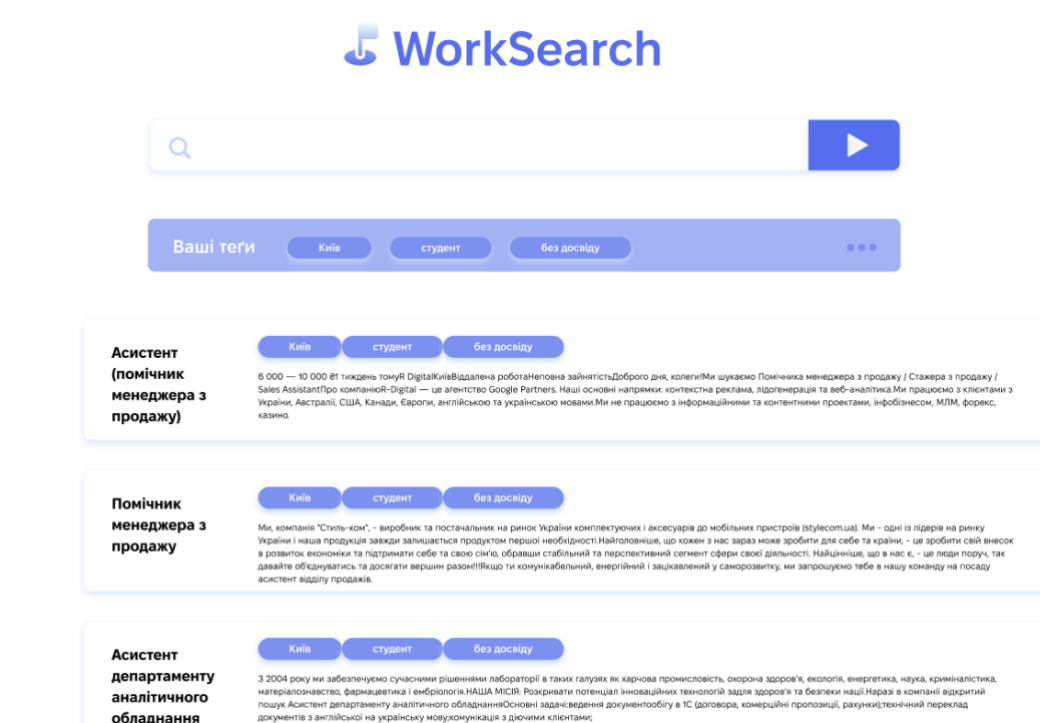 WorkSearch
Ваші теґи
Київ
студент
без досвіду
Асистент
(помічник
менеджера з
продажу)
Київ
студент
без досвіду
6 000 — 10 000 ₴1 тиждень томуR DigitalКиївВіддалена роботаНеповна зайнятістьДоброго дня, колеги!Ми шукаємо Помічника менеджера з продажу / Стажера з продажу /
Sales AssistantПро компаніюR-Digital — це агентство Google Partners. Наші основні напрямки: контекстна реклама, лідогенерація та веб-аналітика.Ми працюємо з клієнтами з
України, Австралії, США, Канади, Європи, англійською та українською мовами.Ми не працюємо з інформаційними та контентними проектами, інфобізнесом, МЛМ, форекс,
казино.
Помічник
менеджера з
продажу
Київ
студент
без досвіду
Ми, компанія "Стиль-ком", - виробник та постачальник на ринок України комплектуючих і аксесуарів до мобільних пристроїв (stylecom.ua). Ми - одні із лідерів на ринку
України і наша продукція завжди залишається продуктом першої необхідності.Найголовніше, що кожен з нас зараз може зробити для себе та країни, - це зробити свій внесок
в розвиток економіки та підтримати себе та свою сім'ю, обравши стабільний та перспективний сегмент сфери своєї діяльності. Найцінніше, що в нас є, - це люди поруч, так
давайте об'єднуватись та досягати вершин разом!!!Якщо ти комунікабельний, енергійний і зацікавлений у саморозвитку, ми запрошуємо тебе в нашу команду на посаду
асистент відділу продажів.
Асистент
департаменту
аналітичного
обладнання
Київ
студент
без досвіду
З 2004 року ми забезпечуємо сучасними рішеннями лабораторії в таких галузях як харчова промисловість, охорона здоров'я, екологія, енергетика, наука, криміналістика,
матеріалознавство, фармацевтика і ембріологія.НАША МІСІЯ: Розкривати потенціал інноваційних технологій задля здоров'я та безпеки нації.Наразі в компанії відкритий
пошук Асистент департаменту аналітичного обладнанняОсновні задачі:ведення документообігу в 1С (договора, комерційні пропозиції, рахунки);технічний переклад
документів з англійської на українську мову;комунікація з діючими клієнтами;